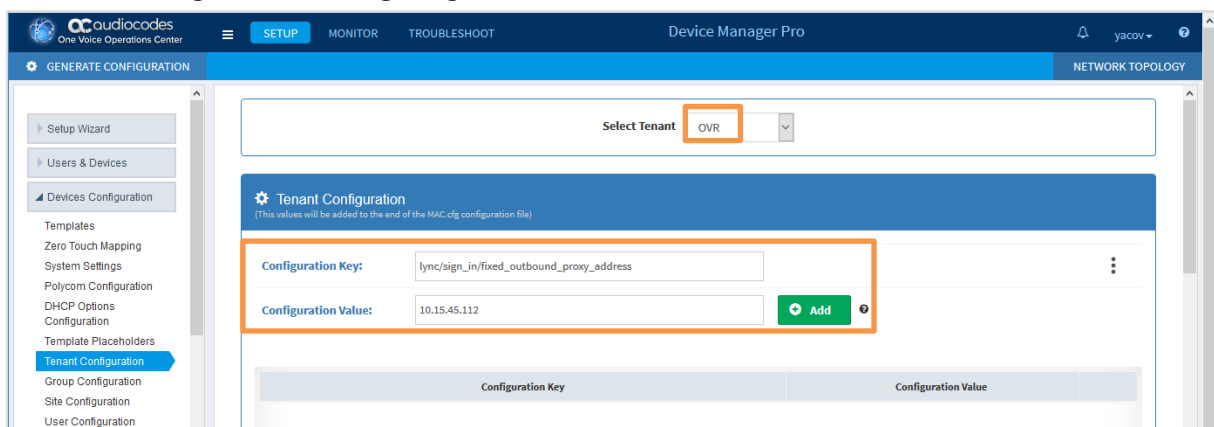 audiocodes
One Voice Operations Center
SETUP MONITOR TROUBLESHOOT
Device Manager Pro
yacov
GENERATE CONFIGURATION
NETWORK TOPOLOGY
Setup Wizard
Users & Devices
Devices Configuration
Templates
Zero Touch Mapping
System Settings
Polycom Configuration
DHCP Options
Configuration
Template Placeholders
Tenant Configuration
Group Configuration
Site Configuration
User Configuration
Select Tenant OVR
Tenant Configuration
(This values will be added to the end of the MAC.cfg configuration file)
Configuration Key: lync/sign_in/fixed_outbound_proxy_address
Configuration Value: 10.15.45.112 Add
Configuration Key Configuration Value